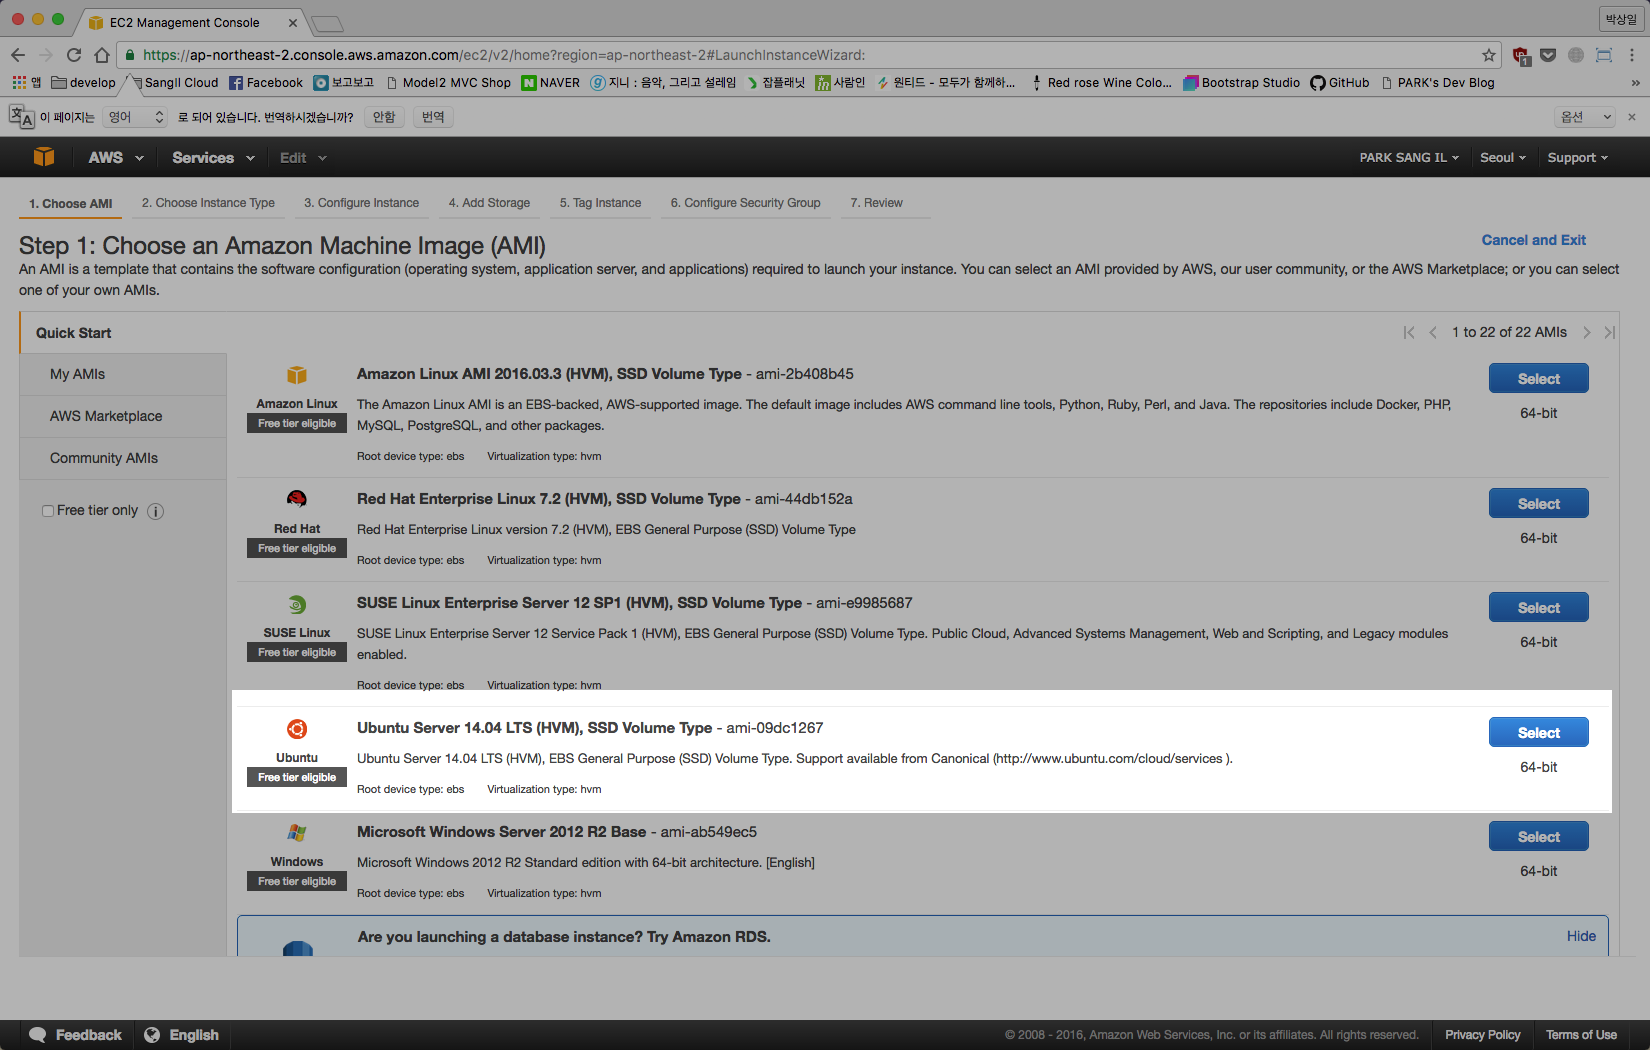 EC2 Management Console
박상일
https://ap-northeast-2.console.aws.amazon.com/ec2/v2/home?region=ap-northeast-2#LaunchInstanceWizard:
1
앱 develop Sangil Cloud Facebook 보고보고 Model2 MVC Shop NAVER 지니 : 음악, 그리고 설레임 잡플래닛 사람인 원티드 - 모두가 함께하... Red rose Wine Colo... Bootstrap Studio GitHub PARK's Dev Blog »
이 페이지는 영어 로 되어 있습니다. 번역하시겠습니까? 안함 번역 옵션
AWS Services Edit PARK SANG IL Seoul Support
1. Choose AMI 2. Choose Instance Type 3. Configure Instance 4. Add Storage 5. Tag Instance 6. Configure Security Group 7. Review
Step 1: Choose an Amazon Machine Image (AMI)
Cancel and Exit
An AMI is a template that contains the software configuration (operating system, application server, and applications) required to launch your instance. You can select an AMI provided by AWS, our user community, or the AWS Marketplace; or you can select
one of your own AMIs.
Quick Start
1 to 22 of 22 AMIs
My AMIs
AWS Marketplace
Community AMIs
Free tier only
Amazon Linux
Free tier eligible
Amazon Linux AMI 2016.03.3 (HVM), SSD Volume Type - ami-2b408b45
The Amazon Linux AMI is an EBS-backed, AWS-supported image. The default image includes AWS command line tools, Python, Ruby, Perl, and Java. The repositories include Docker, PHP,
MySQL, PostgreSQL, and other packages.
Root device type: ebs Virtualization type: hvm
Select
64-bit
Red Hat
Free tier eligible
Red Hat Enterprise Linux 7.2 (HVM), SSD Volume Type - ami-44db152a
Red Hat Enterprise Linux version 7.2 (HVM), EBS General Purpose (SSD) Volume Type
Root device type: ebs Virtualization type: hvm
Select
64-bit
SUSE Linux
Free tier eligible
SUSE Linux Enterprise Server 12 SP1 (HVM), SSD Volume Type - ami-e9985687
SUSE Linux Enterprise Server 12 Service Pack 1 (HVM), EBS General Purpose (SSD) Volume Type. Public Cloud, Advanced Systems Management, Web and Scripting, and Legacy modules
enabled.
Root device type: ebs Virtualization type: hvm
Select
64-bit
Ubuntu
Free tier eligible
Ubuntu Server 14.04 LTS (HVM), SSD Volume Type - ami-09dc1267
Ubuntu Server 14.04 LTS (HVM), EBS General Purpose (SSD) Volume Type. Support available from Canonical (http://www.ubuntu.com/cloud/services ).
Root device type: ebs Virtualization type: hvm
Select
64-bit
Windows
Free tier eligible
Microsoft Windows Server 2012 R2 Base - ami-ab549ec5
Microsoft Windows 2012 R2 Standard edition with 64-bit architecture. [English]
Root device type: ebs Virtualization type: hvm
Select
64-bit
Are you launching a database instance? Try Amazon RDS.
Hide
Feedback English © 2008 - 2016, Amazon Web Services, Inc. or its affiliates. All rights reserved. Privacy Policy Terms of Use